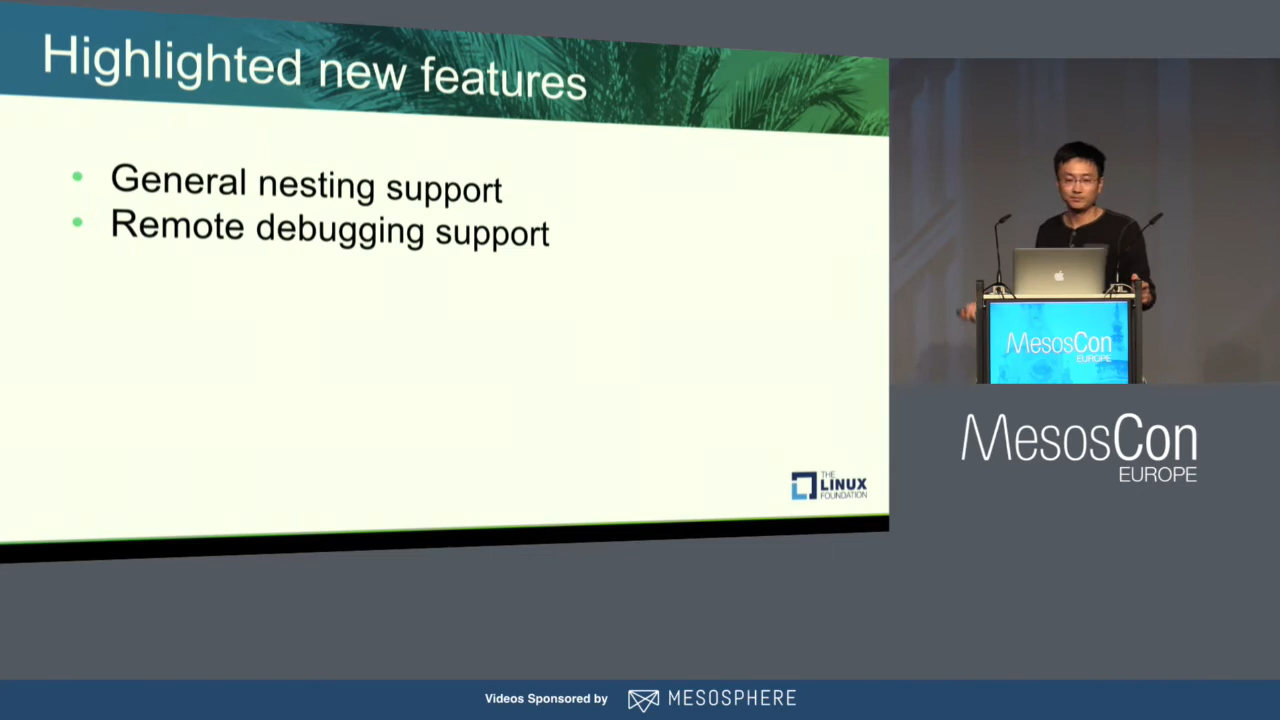 Highlighted new features
• General nesting support
• Remote debugging support
THE
LINUX
FOUNDATION
MesosCon
EUROPE
MesosCon
EUROPE
Videos Sponsored by MESOSPHERE